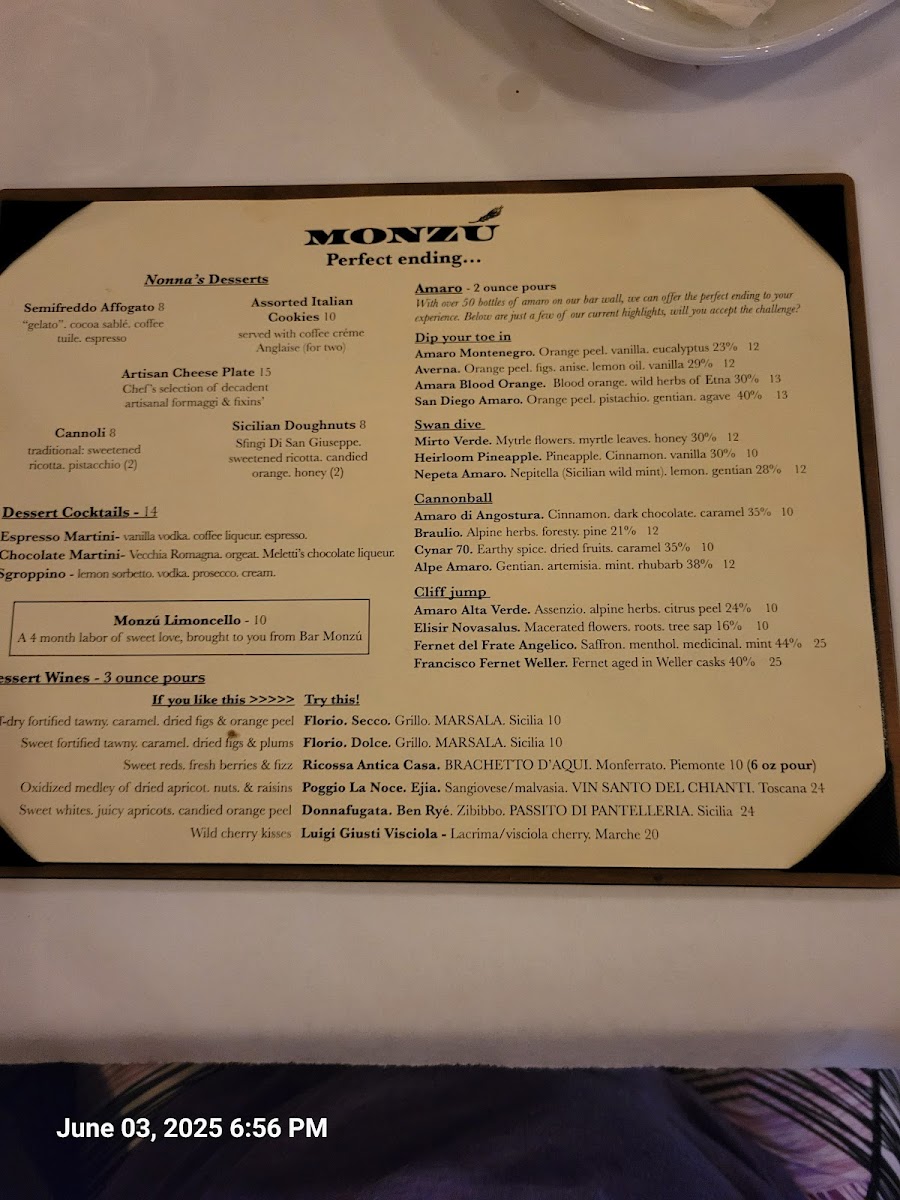 MONZÚ
Perfect ending...
Nonna's Desserts
Semifreddo Affogato 8
"gelato". cocoa sablé. coffee
tuile. espresso
Assorted Italian
Cookies 10
served with coffee créme
Anglaise (for two)
Artisan Cheese Plate 15
Chef's selection of decadent
artisanal formaggi & fixins'
Cannoli 8
traditional: sweetened
ricotta. pistacchio (2)
Sicilian Doughnuts 8
Sfingi Di San Giuseppe.
sweetened ricotta. candied
orange. honey (2)
Dessert Cocktails - 14
Espresso Martini- vanilla vodka. coffee liqueur. espresso.
Chocolate Martini- Vecchia Romagna. orgeat. Meletti's chocolate liqueur.
Sgroppino - lemon sorbetto. vodka. prosecco. cream.
Monzú Limoncello - 10
A 4 month labor of sweet love, brought to you from Bar Monzú
Amaro - 2 ounce pours
With over 50 bottles of amaro on our bar wall, we can offer the perfect ending to your
experience. Below are just a few of our current highlights, will you accept the challenge?
Dip your toe in
Amaro Montenegro. Orange peel. vanilla. eucalyptus 23% 12
Averna. Orange peel. figs. anise. lemon oil. vanilla 29% 12
Amara Blood Orange. Blood orange. wild herbs of Etna 30% 13
San Diego Amaro. Orange peel. pistachio. gentian. agave 40% 13
Swan dive
Mirto Verde. Myrtle flowers. myrtle leaves. honey 30% 12
Heirloom Pineapple. Pineapple. Cinnamon. vanilla 30% 10
Nepeta Amaro. Nepitella (Sicilian wild mint). lemon. gentian 28% 12
Cannonball
Amaro di Angostura. Cinnamon. dark chocolate. caramel 35% 10
Braulio. Alpine herbs. foresty. pine 21% 12
Cynar 70. Earthy spice. dried fruits. caramel 35% 10
Alpe Amaro. Gentian. artemisia. mint. rhubarb 38% 12
Cliff jump
Amaro Alta Verde. Assenzio. alpine herbs. citrus peel 24% 10
Elisir Novasalus. Macerated flowers. roots. tree sap 16% 10
Fernet del Frate Angelico. Saffron. menthol. medicinal. mint 44% 25
Francisco Fernet Weller. Fernet aged in Weller casks 40% 25
essert Wines - 3 ounce pours
If you like this >>>>> Try this!
f-dry fortified tawny. caramel. dried figs & orange peel Florio. Secco. Grillo. MARSALA. Sicilia 10
Sweet fortified tawny. caramel. dried figs & plums Florio. Dolce. Grillo. MARSALA. Sicilia 10
Sweet reds. fresh berries & fizz Ricossa Antica Casa. BRACHETTO D'AQUI. Monferrato. Piemonte 10 (6 oz pour)
Oxidized medley of dried apricot. nuts. & raisins Poggio La Noce. Ejia. Sangiovese/malvasia. VIN SANTO DEL CHIANTI. Toscana 24
Sweet whites. juicy apricots. candied orange peel Donnafugata. Ben Ryé. Zibibbo. PASSITO DI PANTELLERIA. Sicilia 24
Wild cherry kisses Luigi Giusti Visciola - Lacrima/visciola cherry. Marche 20
June 03, 2025 6:56 PM